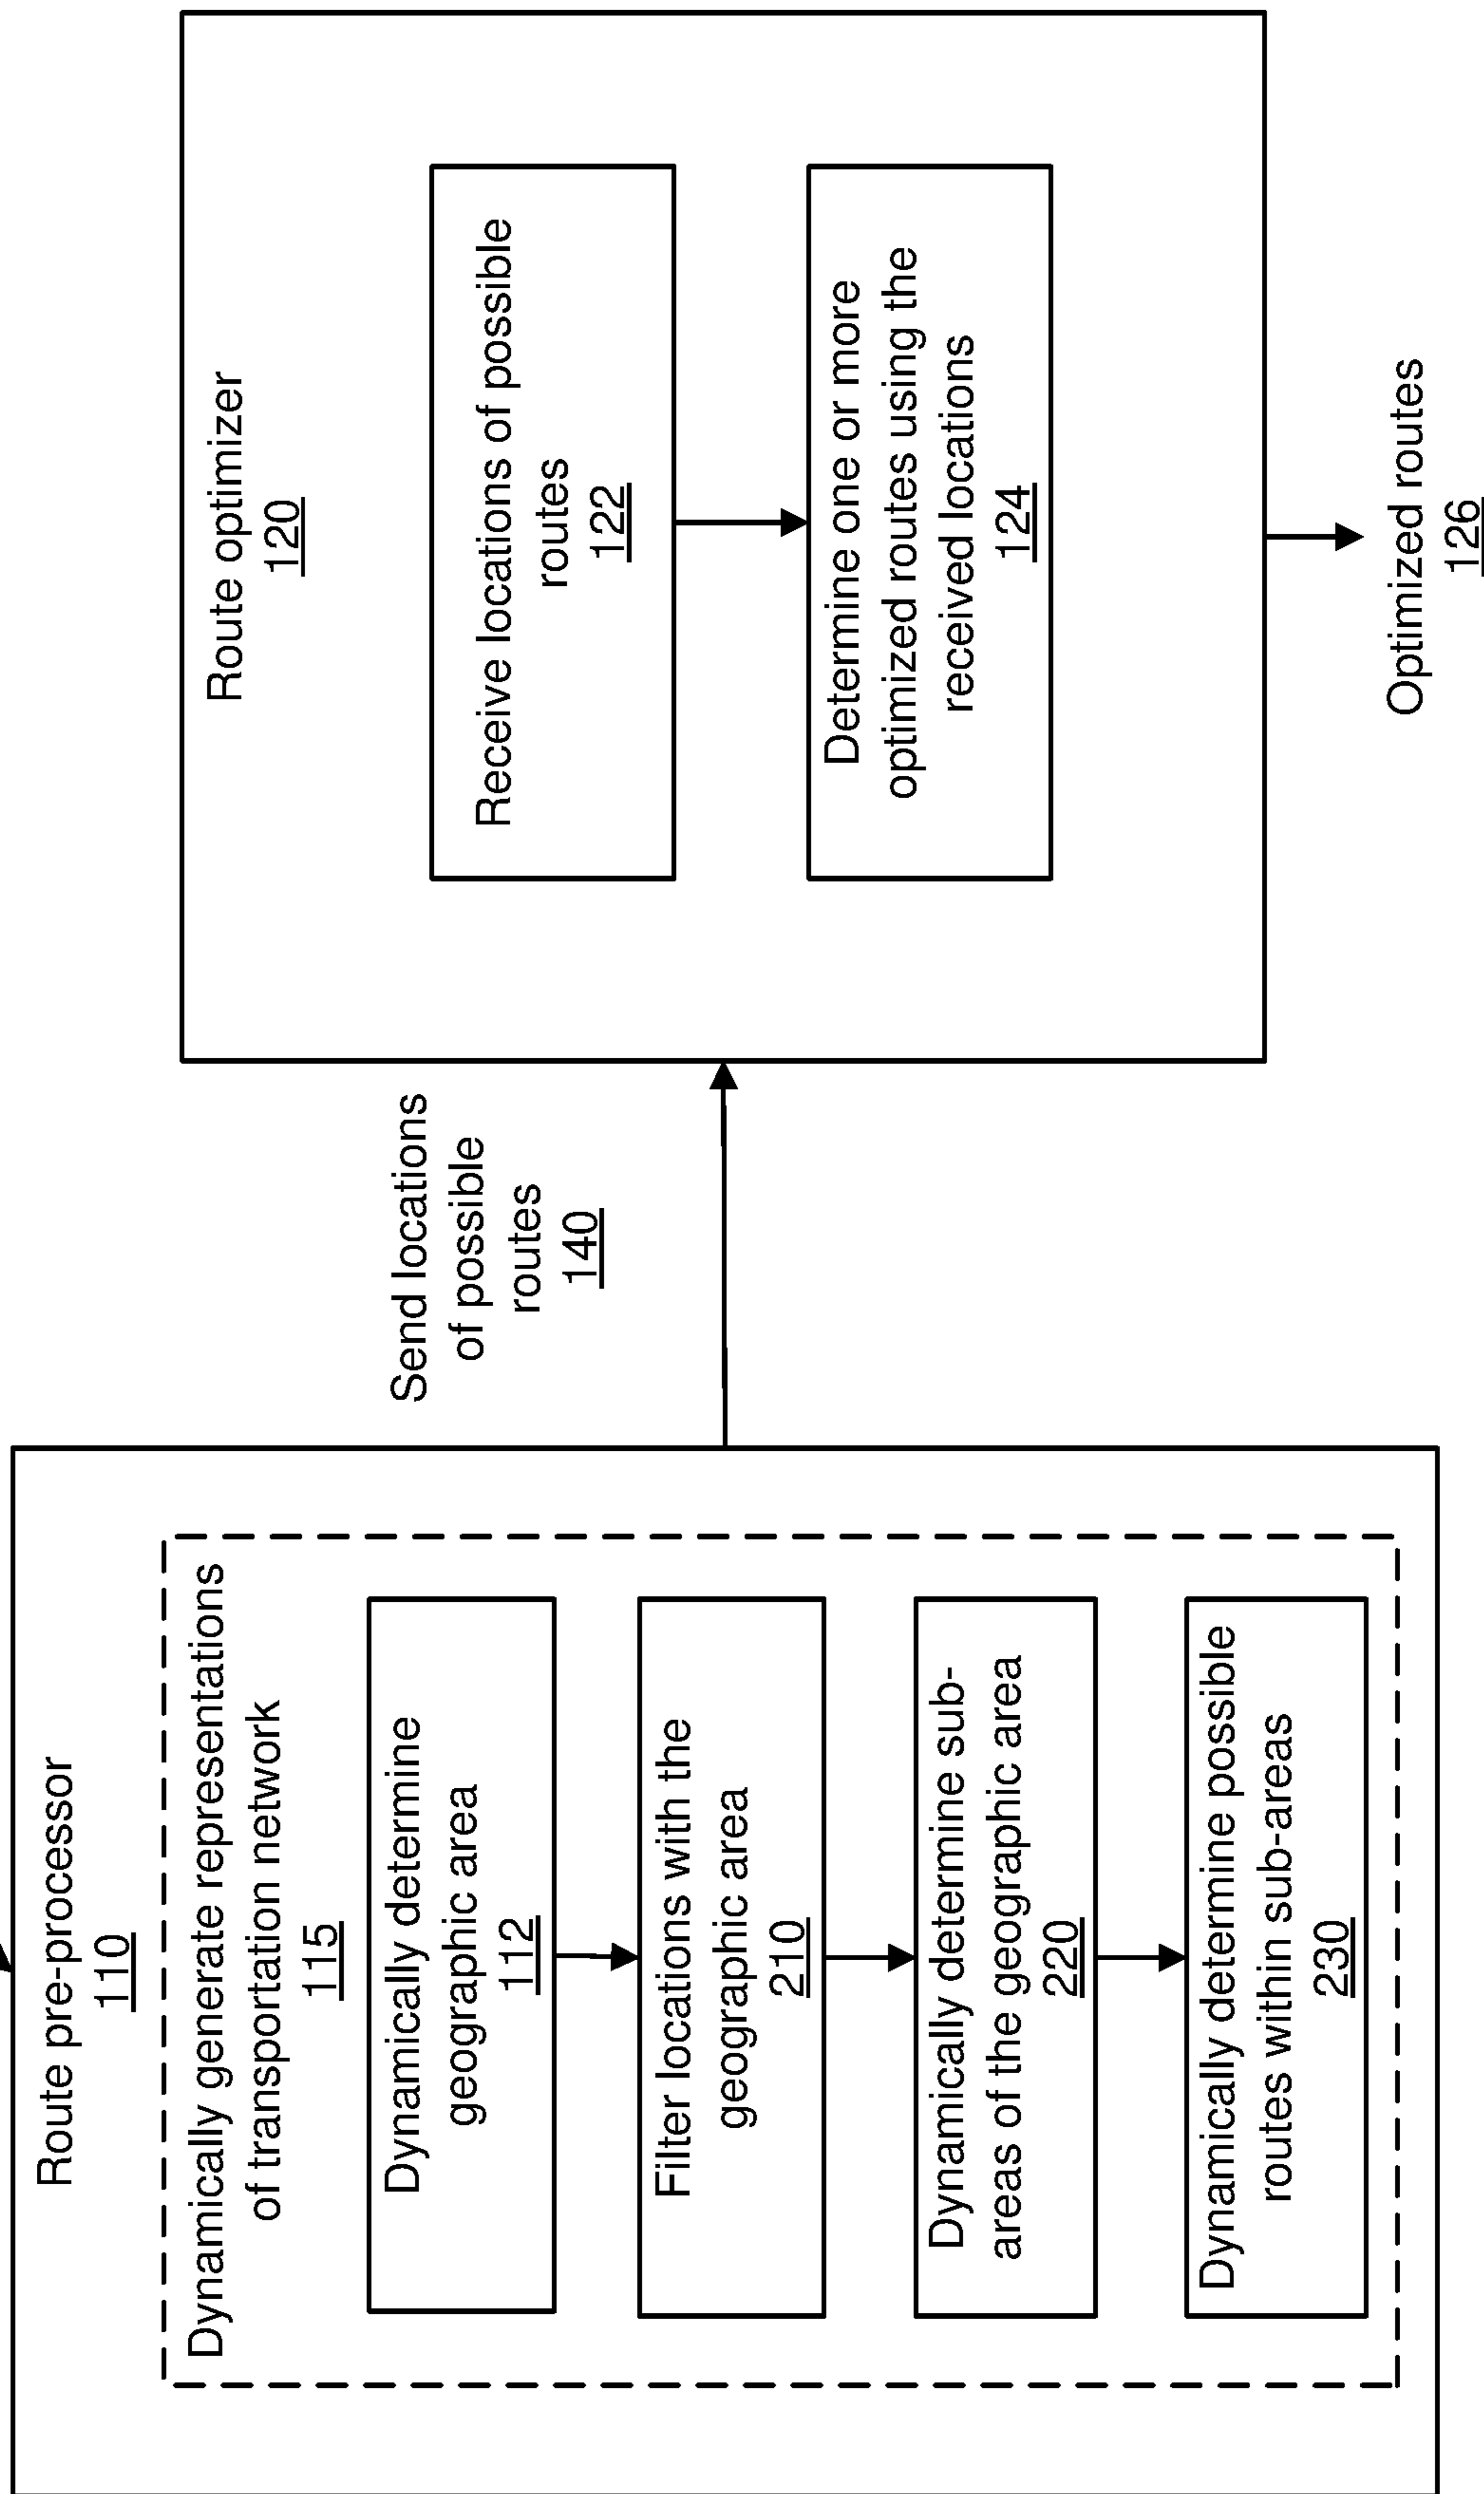 Route pre-processor
110
Dynamically generate representations
of transportation network
115
Dynamically determine
geographic area
112
Filter locations with the
geographic area
210
Dynamically determine sub-
areas of the geographic area
220
Dynamically determine possible
routes within sub-areas
230
Send locations
of possible
routes
140
Route optimizer
120
Receive locations of possible
routes
122
Determine one or more
optimized routes using the
received locations
124
Optimized routes
126